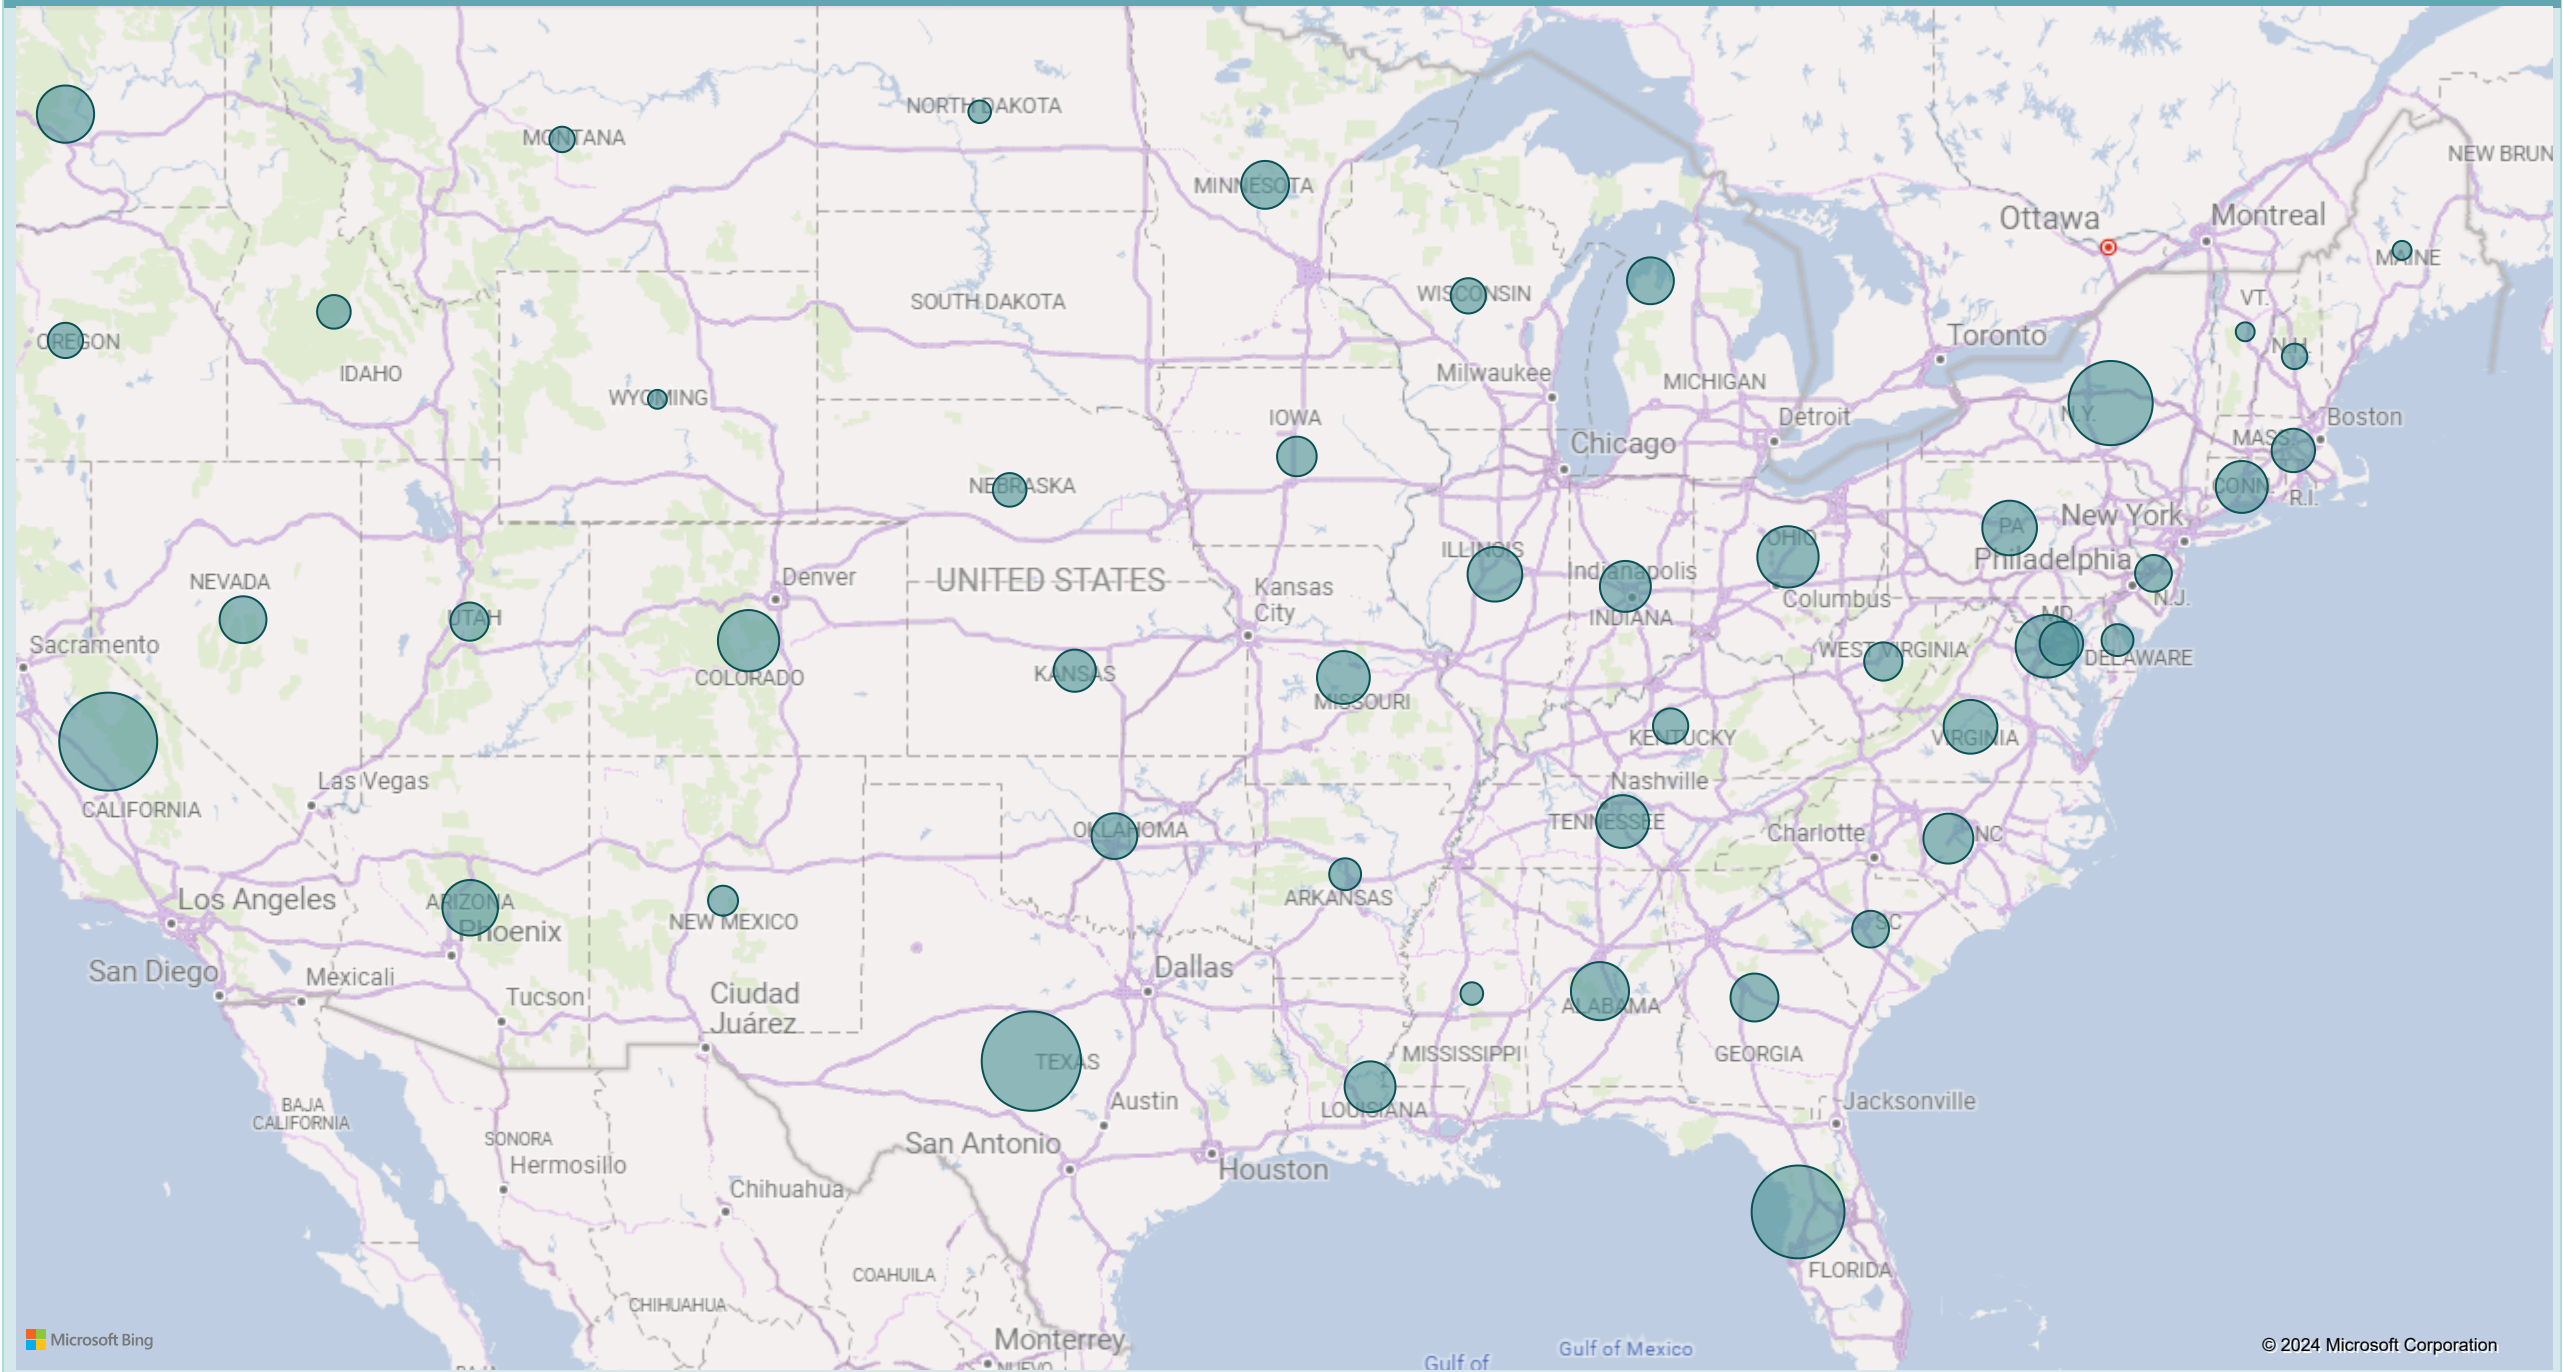 NORTH DAKOTA
MONTANA
MINNESOTA
NEW BRUN
Ottawa
Montreal
MAINE
VT.
WISCONSIN
SOUTH DAKOTA
OREGON
IDAHO
WYOMING
Toronto
N.H.
Milwaukee
MICHIGAN
Detroit
IOWA
N.Y.
Boston
MASS.
Chicago
NEBRASKA
CONN.
R.I.
PA
New York
ILLINOIS
OHIO
Philadelphia
Indianapolis
NEVADA
Denver
UNITED STATES
Kansas
City
Columbus
N.J.
INDIANA
MD.
UTAH
Sacramento
COLORADO
KANSAS
WEST VIRGINIA
DELAWARE
MISSOURI
KENTUCKY
VIRGINIA
Las Vegas
Nashville
CALIFORNIA
OKLAHOMA
TENNESSEE
Charlotte
NC
Los Angeles
ARIZONA
Phoenix
NEW MEXICO
ARKANSAS
SC
San Diego
Mexicali
Dallas
Tucson
Ciudad
Juárez
ALABAMA
TEXAS
MISSISSIPPI
GEORGIA
BAJA
CALIFORNIA
Austin
LOUISIANA
Jacksonville
SONORA
Hermosillo
San Antonio
Houston
Chihuahua
COAHUILA
FLORIDA
CHIHUAHUA
Microsoft Bing
Monterrey
Gulf of Mexico
© 2024 Microsoft Corporation
Gulf of
NUEVO
BAJA